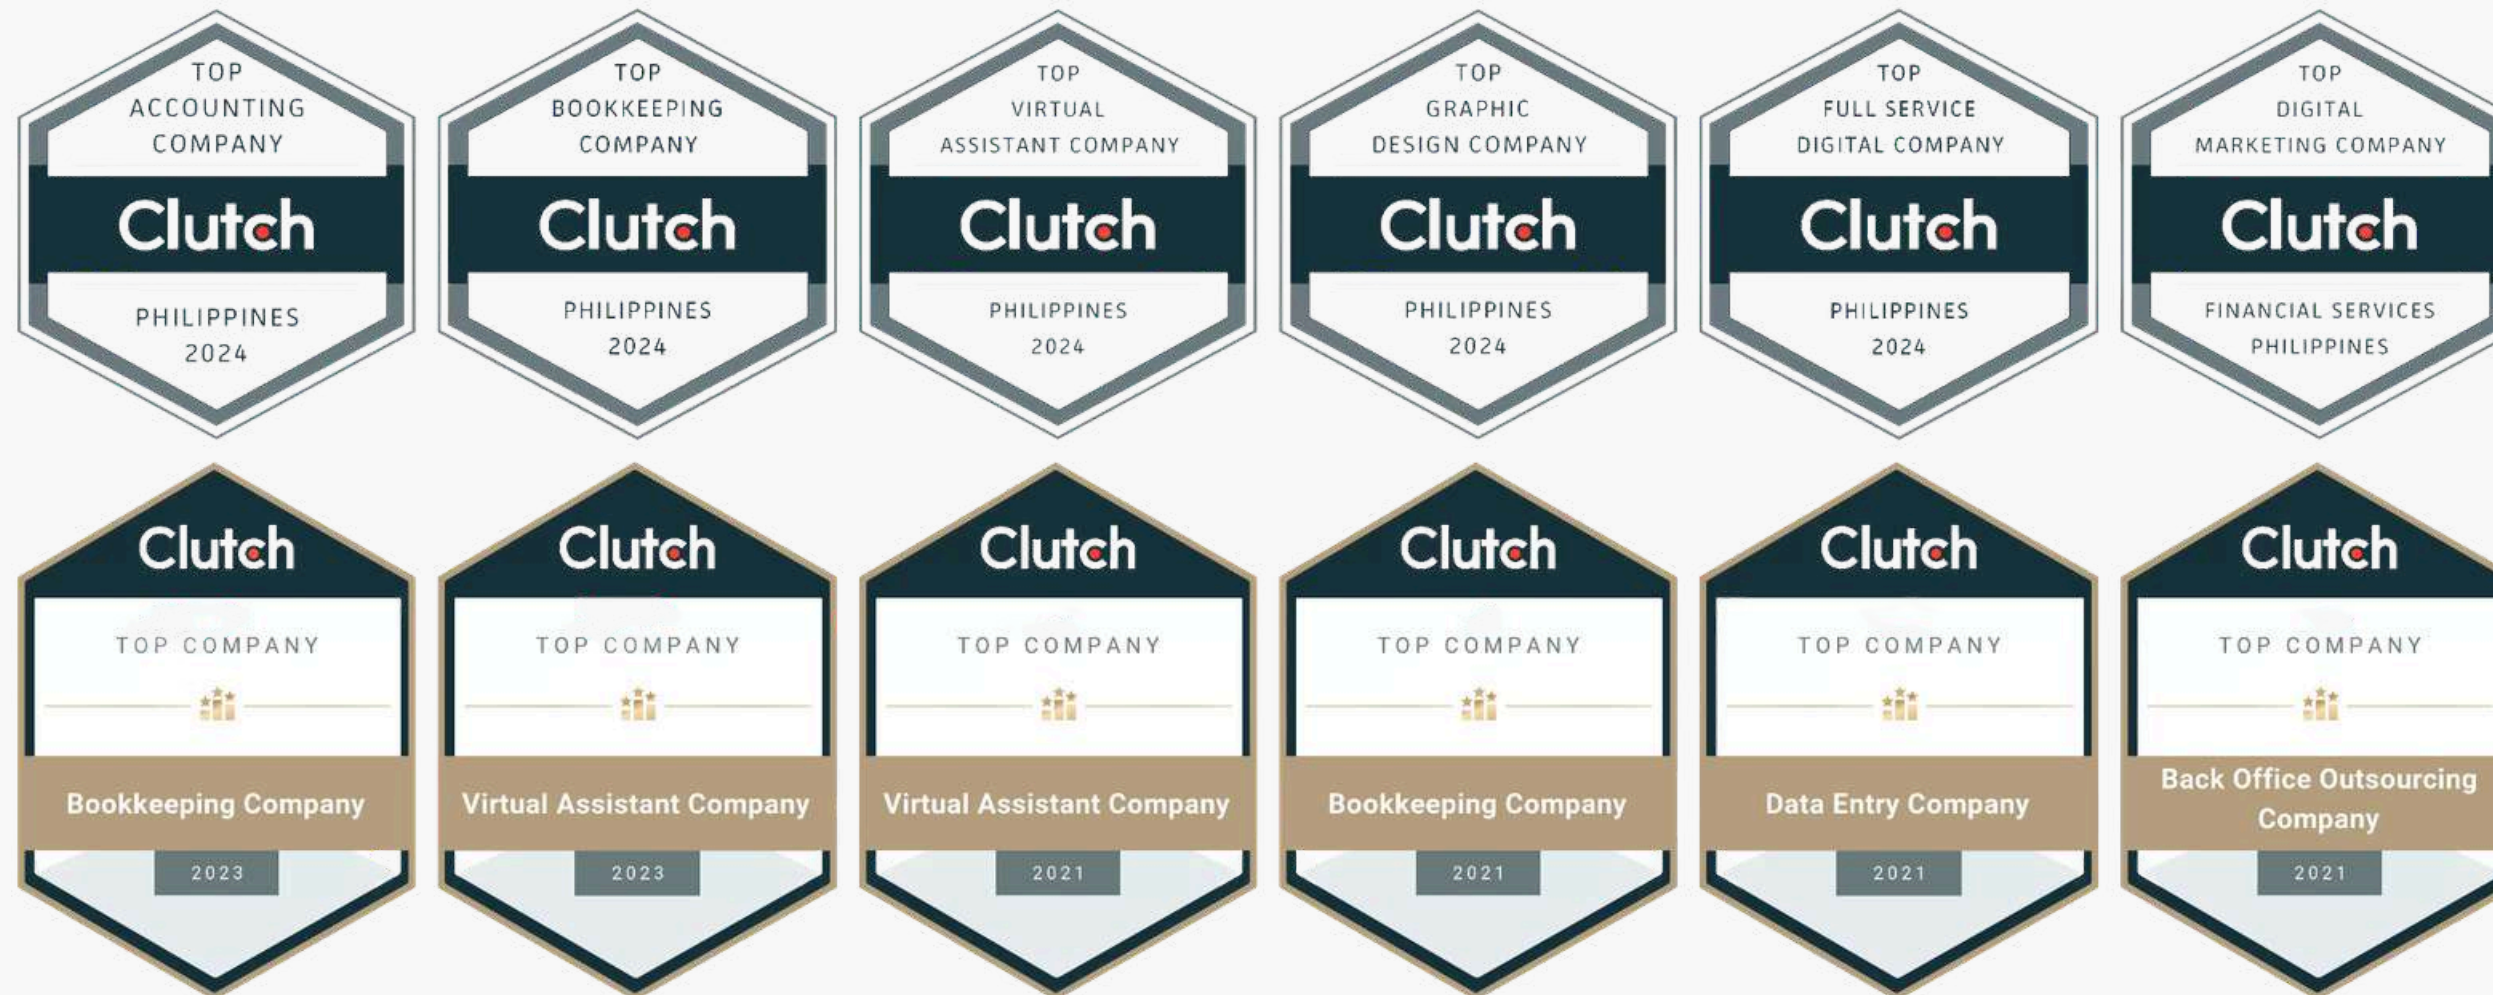 TOP
ACCOUNTING
COMPANY
Clutch
PHILIPPINES
2024
TOP
BOOKKEEPING
COMPANY
Clutch
PHILIPPINES
2024
TOP
VIRTUAL
ASSISTANT COMPANY
Clutch
PHILIPPINES
2024
TOP
GRAPHIC
DESIGN COMPANY
Clutch
PHILIPPINES
2024
TOP
FULL SERVICE
DIGITAL COMPANY
Clutch
PHILIPPINES
2024
TOP
DIGITAL
MARKETING COMPANY
Clutch
FINANCIAL SERVICES
PHILIPPINES
Clutch
TOP COMPANY
Bookkeeping Company
2023
Clutch
TOP COMPANY
Virtual Assistant Company
2023
Clutch
TOP COMPANY
Virtual Assistant Company
2021
Clutch
TOP COMPANY
Bookkeeping Company
2021
Clutch
TOP COMPANY
Data Entry Company
2021
Clutch
TOP COMPANY
Back Office Outsourcing
Company
2021